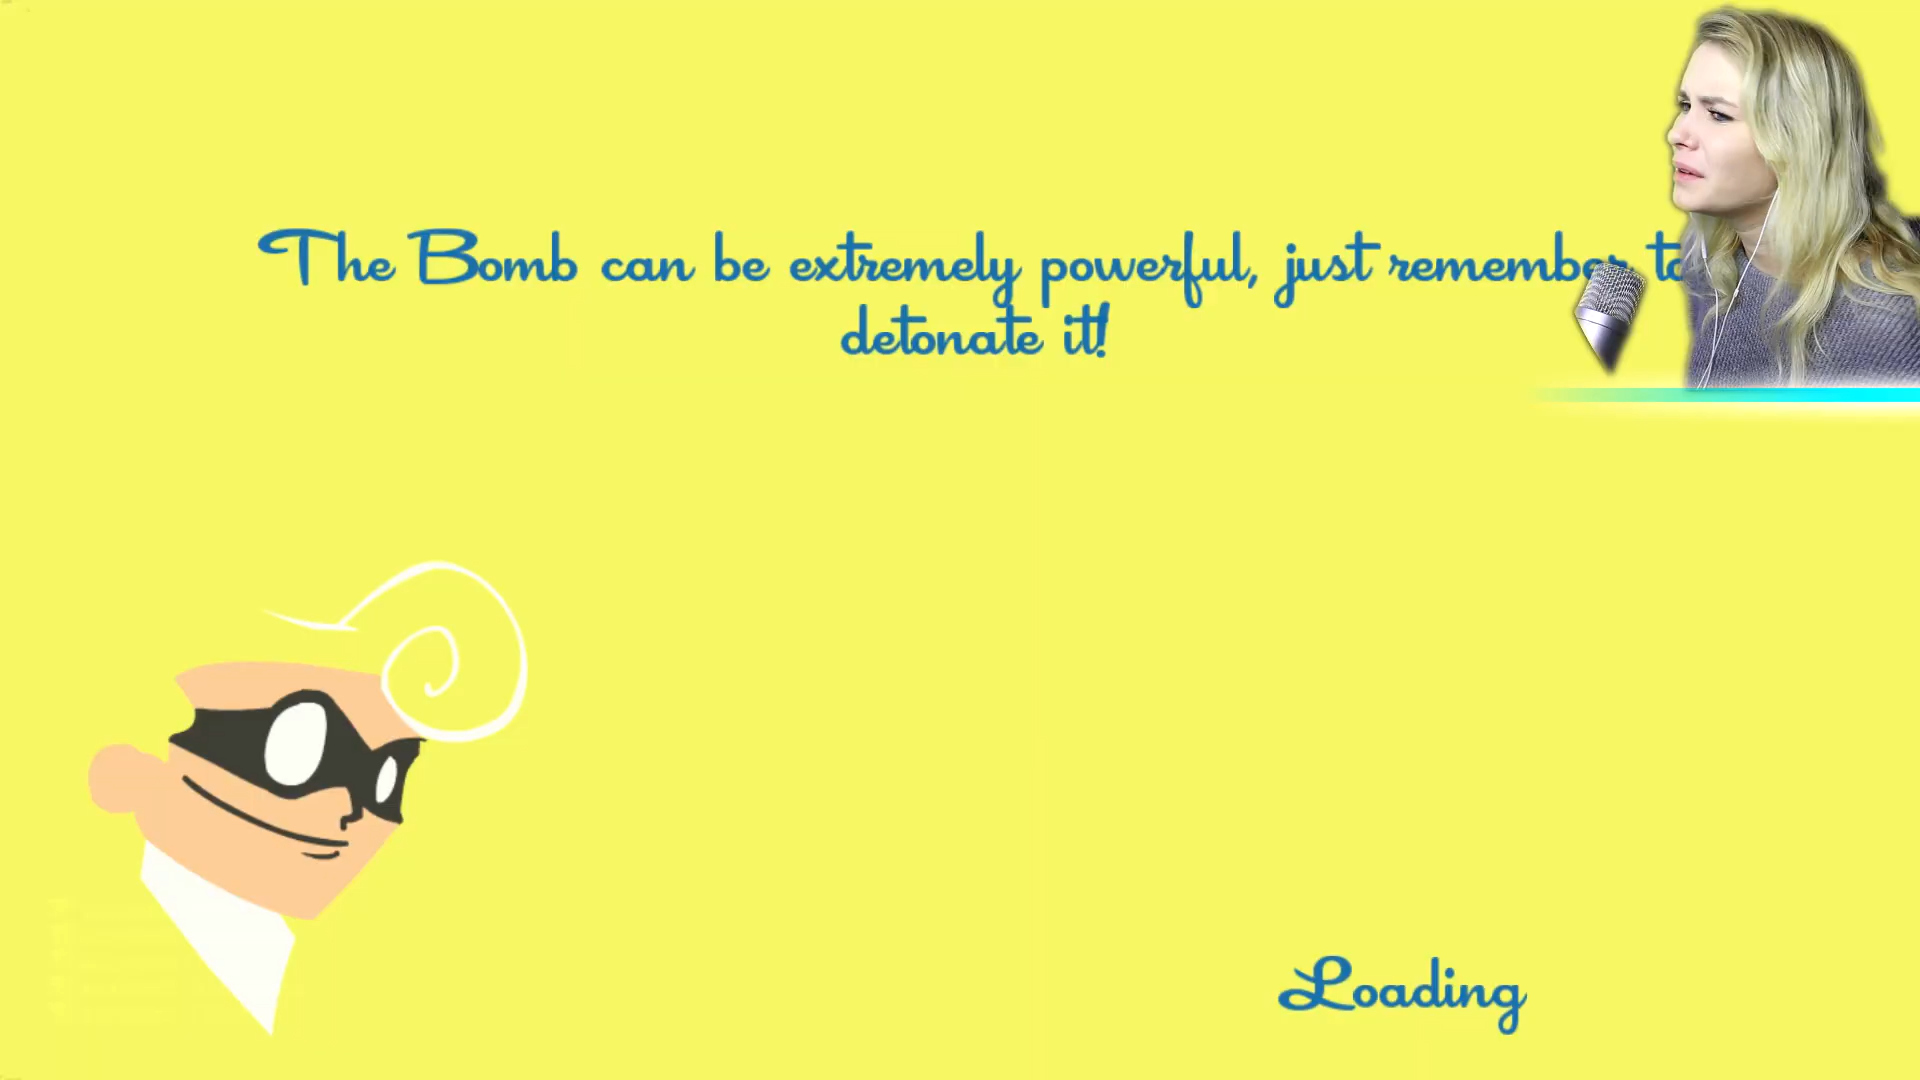 The Bomb can be extremely powerful, just remember to
detonate it!
Loading